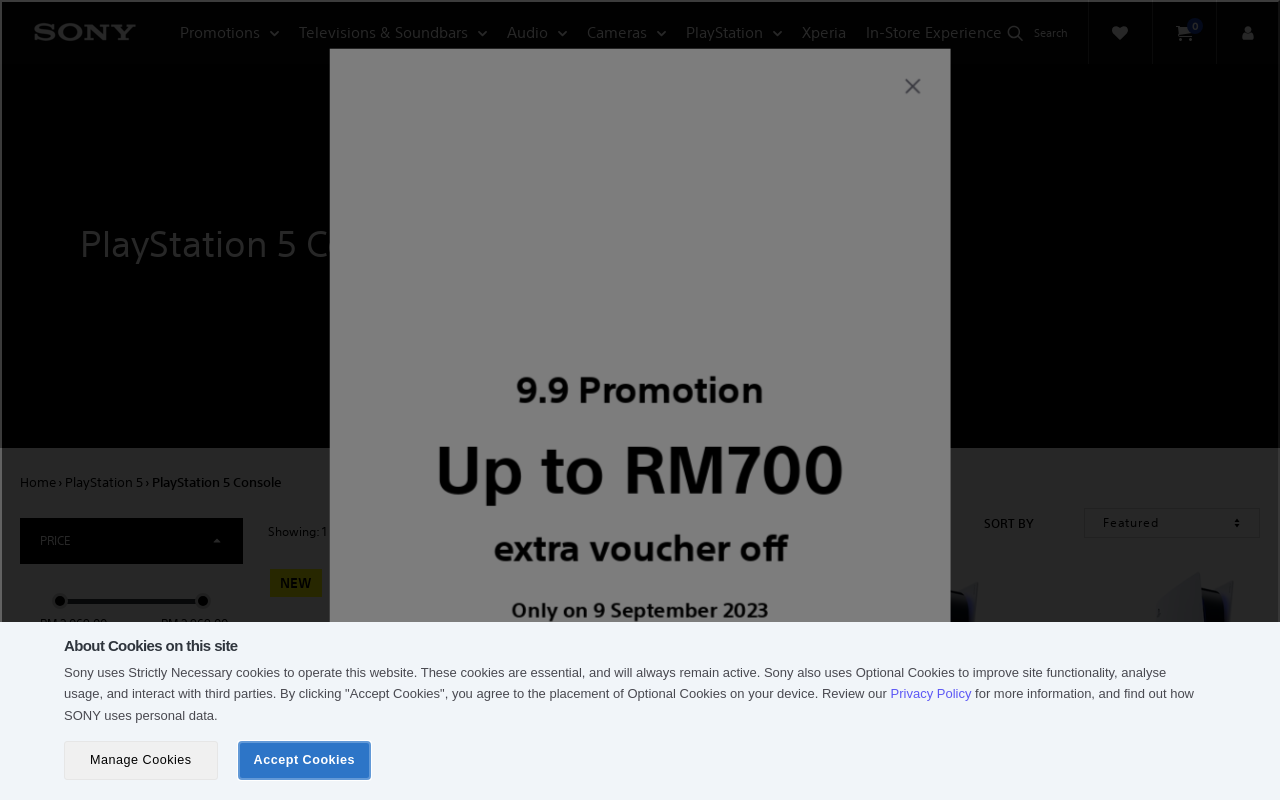 SONY
Promotions
Televisions & Soundbars
Audio
Cameras
PlayStation
Xperia
In-Store Experience
Search
0
PlayStation 5 C
9.9 Promotion
Up to RM700
extra voucher off
Only on 9 September 2023
Home › PlayStation 5 › PlayStation 5 Console
PRICE
Showing: 1
SORT BY
Featured
NEW
About Cookies on this site
Sony uses Strictly Necessary cookies to operate this website. These cookies are essential, and will always remain active. Sony also uses Optional Cookies to improve site functionality, analyse
usage, and interact with third parties. By clicking "Accept Cookies", you agree to the placement of Optional Cookies on your device. Review our Privacy Policy for more information, and find out how
SONY uses personal data.
Manage Cookies
Accept Cookies